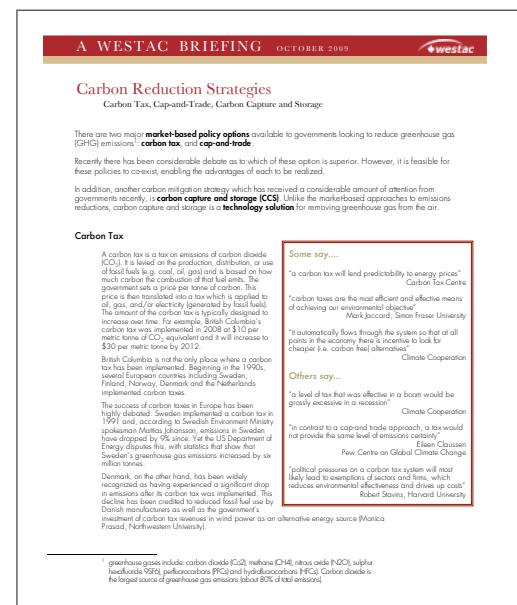 A WESTAC BRIEFING OCTOBER 2009
westac
Carbon Reduction Strategies
Carbon Tax, Cap-and-Trade, Carbon Capture and Storage
There are two major market-based policy options available to governments looking to reduce greenhouse gas
(GHG) emissions1: carbon tax, and cap-and-trade.
Recently there has been considerable debate as to which of these option is superior. However, it is feasible for
these policies to co-exist, enabling the advantages of each to be realized.
In addition, another carbon mitigation strategy which has received a considerable amount of attention from
governments recently, is carbon capture and storage (CCS). Unlike the market-based approaches to emissions
reductions, carbon capture and storage is a technology solution for removing greenhouse gas from the air.
Carbon Tax
A carbon tax is a tax on emissions of carbon dioxide
(CO2). It is levied on the production, distribution, or use
of fossil fuels (e.g. coal, oil, gas) and is based on how
much carbon the combustion of that fuel emits. The
government sets a price per tonne of carbon. This
price is then translated into a tax which is applied to
oil, gas, and/or electricity (generated by fossil fuels).
The amount of the carbon tax is typically designed to
increase over time. For example, British Columbia's
carbon tax was implemented in 2008 at $10 per
metric tonne of CO2 equivalent and it will increase to
$30 per metric tonne by 2012.
British Columbia is not the only place where a carbon
tax has been implemented. Beginning in the 1990s,
several European countries including Sweden,
Finland, Norway, Denmark and the Netherlands
implemented carbon taxes.
The success of carbon taxes in Europe has been
highly debated. Sweden implemented a carbon tax in
1991 and, according to Swedish Environment Ministry
spokesman Mattias Johansson, emissions in Sweden
have dropped by 9% since. Yet the US Department of
Energy disputes this, with statistics that show that
Sweden's greenhouse gas emissions increased by six
million tonnes.
Denmark, on the other hand, has been widely
recognized as having experienced a significant drop
in emissions after its carbon tax was implemented. This
decline has been credited to reduced fossil fuel use by
Danish manufacturers as well as the government's
investment of carbon tax revenues in wind power as an alternative energy source (Monica
Prasad, Northwestern University).
Some say....
"a carbon tax will lend predictability to energy prices"
Carbon Tax Centre
"carbon taxes are the most efficient and effective means
of achieving our environmental objective"
Mark Jaccard, Simon Fraser University
"it automatically flows through the system so that at all
points in the economy there is incentive to look for
cheaper (i.e. carbon free) alternatives"
Climate Cooperation
Others say...
"a level of tax that was effective in a boom would be
grossly excessive in a recession"
Climate Cooperation
"in contrast to a cap-and trade approach, a tax would
not provide the same level of emissions certainty"
Eileen Claussen
Pew Centre on Global Climate Change
"political pressures on a carbon tax system will most
likely lead to exemptions of sectors and firms, which
reduces environmental effectiveness and drives up costs"
Robert Stavins, Harvard University
1 greenhouse gases include: carbon dioxide (Co2), methane (CH4), nitrous oxide (N2O), sulphur
hexafluoride 9SF6), perfluorocarbons (PFCs) and hydrofluorocarbons (HFCs). Carbon dioxide is
the largest source of greenhouse gas emissions (about 80% of total emissions).